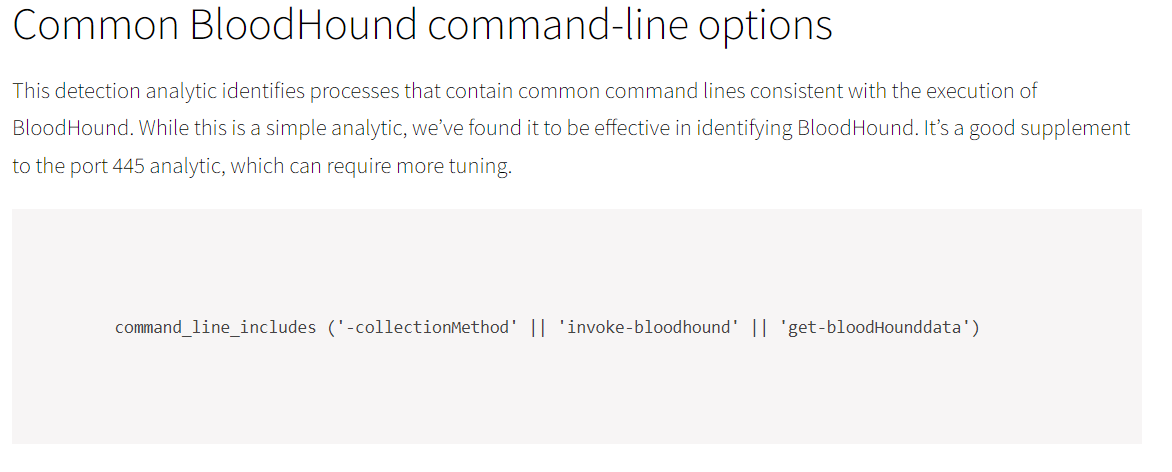 Common BloodHound command-line options
This detection analytic identifies processes that contain common command lines consistent with the execution of
BloodHound. While this is a simple analytic, we’ve found it to be effective in identifying BloodHound. It’s a good supplement
to the port 445 analytic, which can require more tuning.
command_line_includes ('-collectionMethod' || 'invoke-bloodhound' || 'get-bloodHounddata')